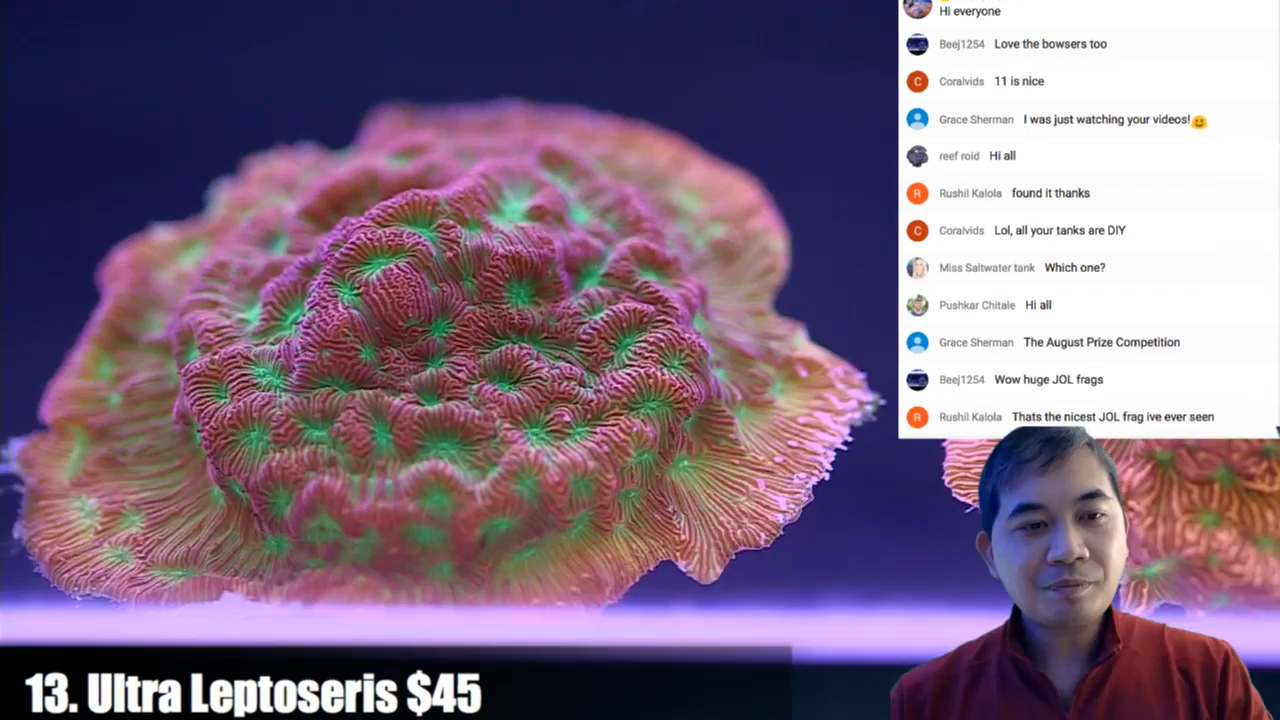 Hi everyone
Beej1254 Love the bowsers too
C Coralvids 11 is nice
Grace Sherman I was just watching your videos!😀
reef roid Hi all
R Rushil Kalola found it thanks
C Coralvids Lol, all your tanks are DIY
Miss Saltwater tank Which one?
Pushkar Chitale Hi all
Grace Sherman The August Prize Competition
Beej1254 Wow huge JOL frags
R Rushil Kalola Thats the nicest JOL frag ive ever seen
13. Ultra Leptoseris $45